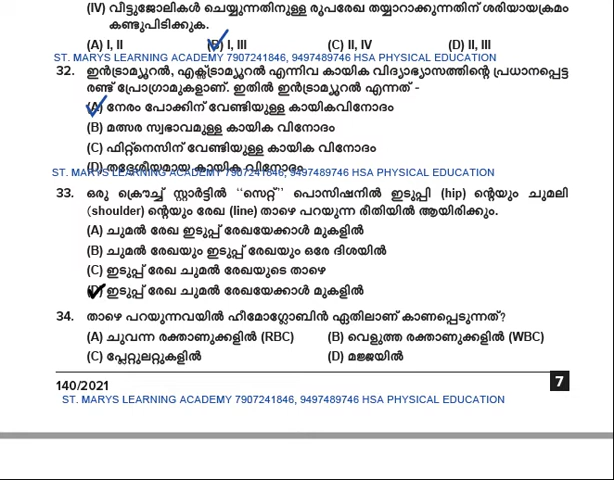 (IV) വീട്ടുജോലികൾ ചെയ്യുന്നതിനുള്ള രൂപരേഖ തയ്യാറാക്കുന്നതിന് ശരിയായക്രമം
കണ്ടുപിടിക്കുക.
(A) I, II (B) I, III (C) II, IV (D) II, III
ST. MARYS LEARNING ACADEMY 7907241846, 9497489746 HSA PHYSICAL EDUCATION
32. ഇൻട്രാമ്യൂറൽ, എക്സ്ട്രാമ്യൂറൽ എന്നിവ കായിക വിദ്യാഭ്യാസത്തിന്റെ പ്രധാനപ്പെട്ട
രണ്ട് പ്രോഗ്രാമുകളാണ്. ഇതിൽ ഇൻട്രാമ്യൂറൽ എന്നത് -
(A) നേരം പോക്കിന് വേണ്ടിയുള്ള കായികവിനോദം
(B) മത്സര സ്വഭാവമുള്ള കായിക വിനോദം
(C) ഫിറ്റ്നെസിന് വേണ്ടിയുള്ള കായിക വിനോദം
(D) തദ്ദേശീയമായ കായിക വിനോദം
ST. MARYS LEARNING ACADEMY 7907241846, 9497489746 HSA PHYSICAL EDUCATION
33. ഒരു ക്രൌച്ച് സ്റ്റാർട്ടിൽ “സെറ്റ്” പൊസിഷനിൽ ഇടുപ്പി (hip) ന്റെയും ചുമലി
(shoulder) ന്റെയും രേഖ (line) താഴെ പറയുന്ന രീതിയിൽ ആയിരിക്കും.
(A) ചുമൽ രേഖ ഇടുപ്പ് രേഖയേക്കാൾ മുകളിൽ
(B) ചുമൽ രേഖയും ഇടുപ്പ് രേഖയും ഒരേ ദിശയിൽ
(C) ഇടുപ്പ് രേഖ ചുമൽ രേഖയുടെ താഴെ
(D) ഇടുപ്പ് രേഖ ചുമൽ രേഖയേക്കാൾ മുകളിൽ
34. താഴെ പറയുന്നവയിൽ ഹീമോഗ്ലോബിൻ ഏതിലാണ് കാണപ്പെടുന്നത്?
(A) ചുവന്ന രക്താണുക്കളിൽ (RBC) (B) വെളുത്ത രക്താണുക്കളിൽ (WBC)
(C) പ്ലേറ്റുലറ്റുകളിൽ (D) മജ്ജയിൽ
140/2021 7
ST. MARYS LEARNING ACADEMY 7907241846, 9497489746 HSA PHYSICAL EDUCATION